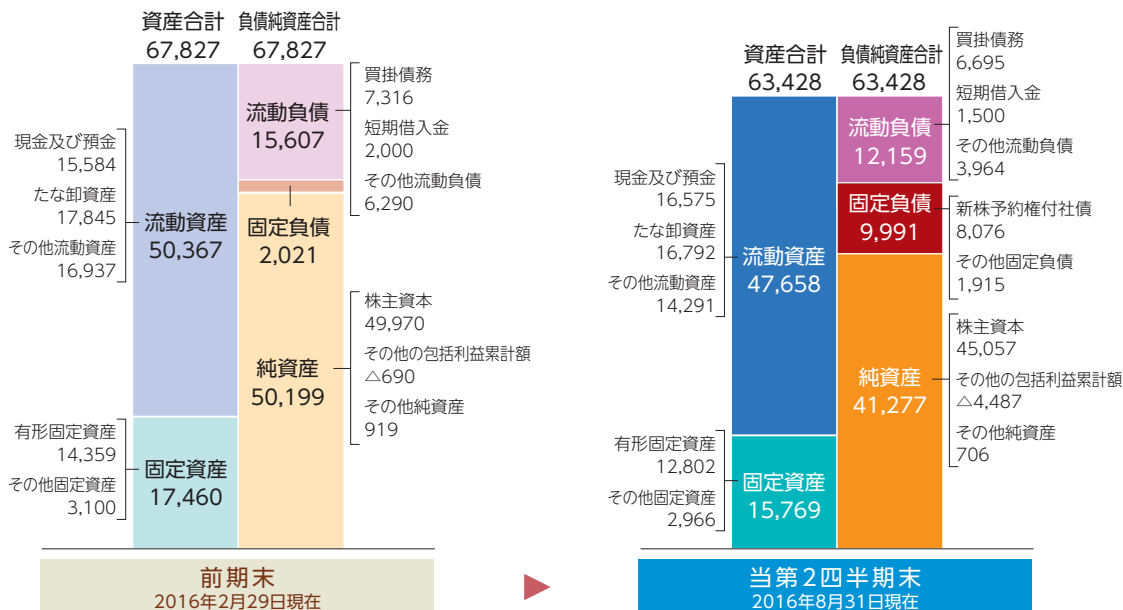 資産合計
67,827
負債純資産合計
67,827
現金及び預金
15,584
たな卸資産
17,845
その他流動資産
16,937
流動資産
50,367
有形固定資産
14,359
その他固定資産
3,100
固定資産
17,460
流動負債
15,607
買掛債務
7,316
短期借入金
2,000
その他流動負債
6,290
固定負債
2,021
純資産
50,199
株主資本
49,970
その他の包括利益累計額
△690
その他純資産
919
前期末
2016年2月29日現在
資産合計
63,428
負債純資産合計
63,428
現金及び預金
16,575
たな卸資産
16,792
その他流動資産
14,291
流動資産
47,658
有形固定資産
12,802
その他固定資産
2,966
固定資産
15,769
流動負債
12,159
買掛債務
6,695
短期借入金
1,500
その他流動負債
3,964
固定負債
9,991
新株予約権付社債
8,076
その他固定負債
1,915
純資産
41,277
株主資本
45,057
その他の包括利益累計額
△4,487
その他純資産
706
当第2四半期末
2016年8月31日現在